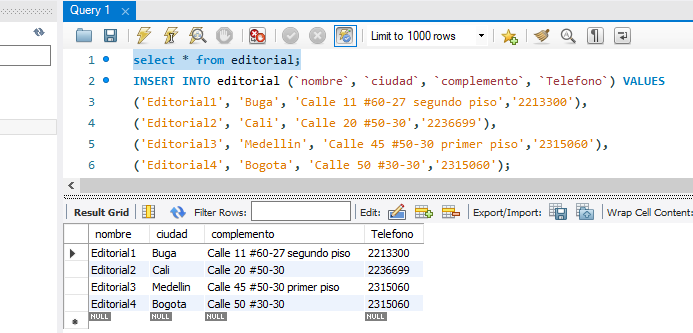 Query 1
Limit to 1000 rows
1 select * from editorial;
2 INSERT INTO editorial (`nombre`, `ciudad`, `complemento`, `Telefono`) VALUES
3 ('Editorial1', 'Buga', 'Calle 11 #60-27 segundo piso','2213300'),
4 ('Editorial2', 'Cali', 'Calle 20 #50-30','2236699'),
5 ('Editorial3', 'Medellin', 'Calle 45 #50-30 primer piso','2315060'),
6 ('Editorial4', 'Bogota', 'Calle 50 #30-30','2315060');
Result Grid Filter Rows: Edit: Export/Import: Wrap Cell Content:
nombre ciudad complemento Telefono
Editorial1 Buga Calle 11 #60-27 segundo piso 2213300
Editorial2 Cali Calle 20 #50-30 2236699
Editorial3 Medellin Calle 45 #50-30 primer piso 2315060
Editorial4 Bogota Calle 50 #30-30 2315060
NULL NULL NULL NULL